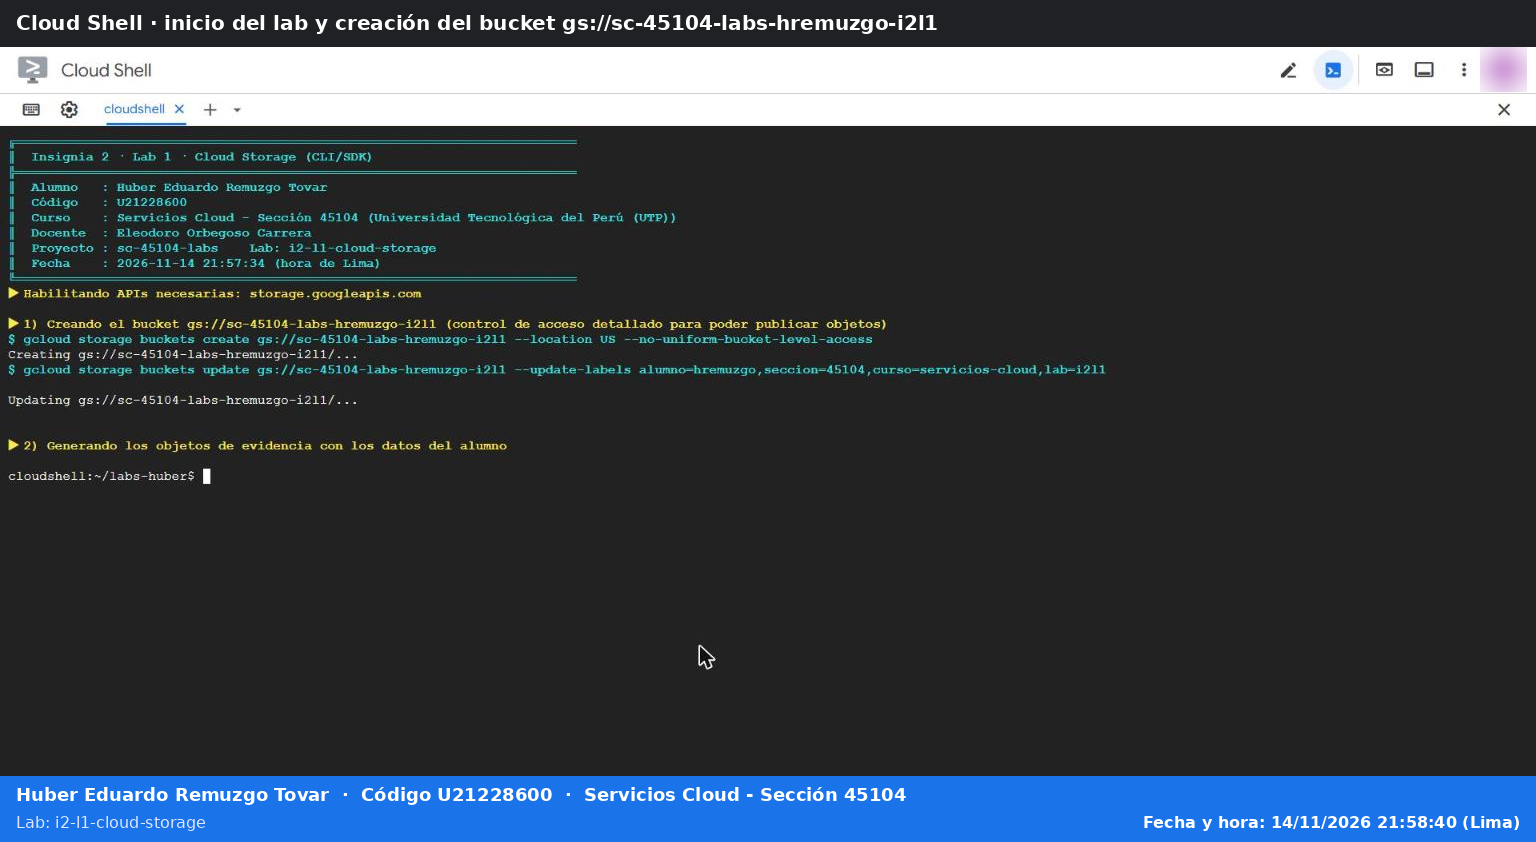 Cloud Shell · inicio del lab y creación del bucket gs://sc-45104-labs-hremuzgo-i2l1
Cloud Shell
cloudshell
Insignia 2 · Lab 1 · Cloud Storage (CLI/SDK)
Alumno : Huber Eduardo Remuzgo Tovar
Código : U21228600
Curso : Servicios Cloud - Sección 45104 (Universidad Tecnológica del Perú (UTP))
Docente : Eleodoro Orbegoso Carrera
Proyecto : sc-45104-labs Lab: i2-l1-cloud-storage
Fecha : 2026-11-14 21:57:34 (hora de Lima)
▶ Habilitando APIs necesarias: storage.googleapis.com
▶ 1) Creando el bucket gs://sc-45104-labs-hremuzgo-i2l1 (control de acceso detallado para poder publicar objetos)
$ gcloud storage buckets create gs://sc-45104-labs-hremuzgo-i2l1 --location US --no-uniform-bucket-level-access
Creating gs://sc-45104-labs-hremuzgo-i2l1/...
$ gcloud storage buckets update gs://sc-45104-labs-hremuzgo-i2l1 --update-labels alumno=hremuzgo,seccion=45104,curso=servicios-cloud,lab=i2l1
Updating gs://sc-45104-labs-hremuzgo-i2l1/...
▶ 2) Generando los objetos de evidencia con los datos del alumno
cloudshell:~/labs-huber$
Huber Eduardo Remuzgo Tovar · Código U21228600 · Servicios Cloud - Sección 45104
Lab: i2-l1-cloud-storage
Fecha y hora: 14/11/2026 21:58:40 (Lima)